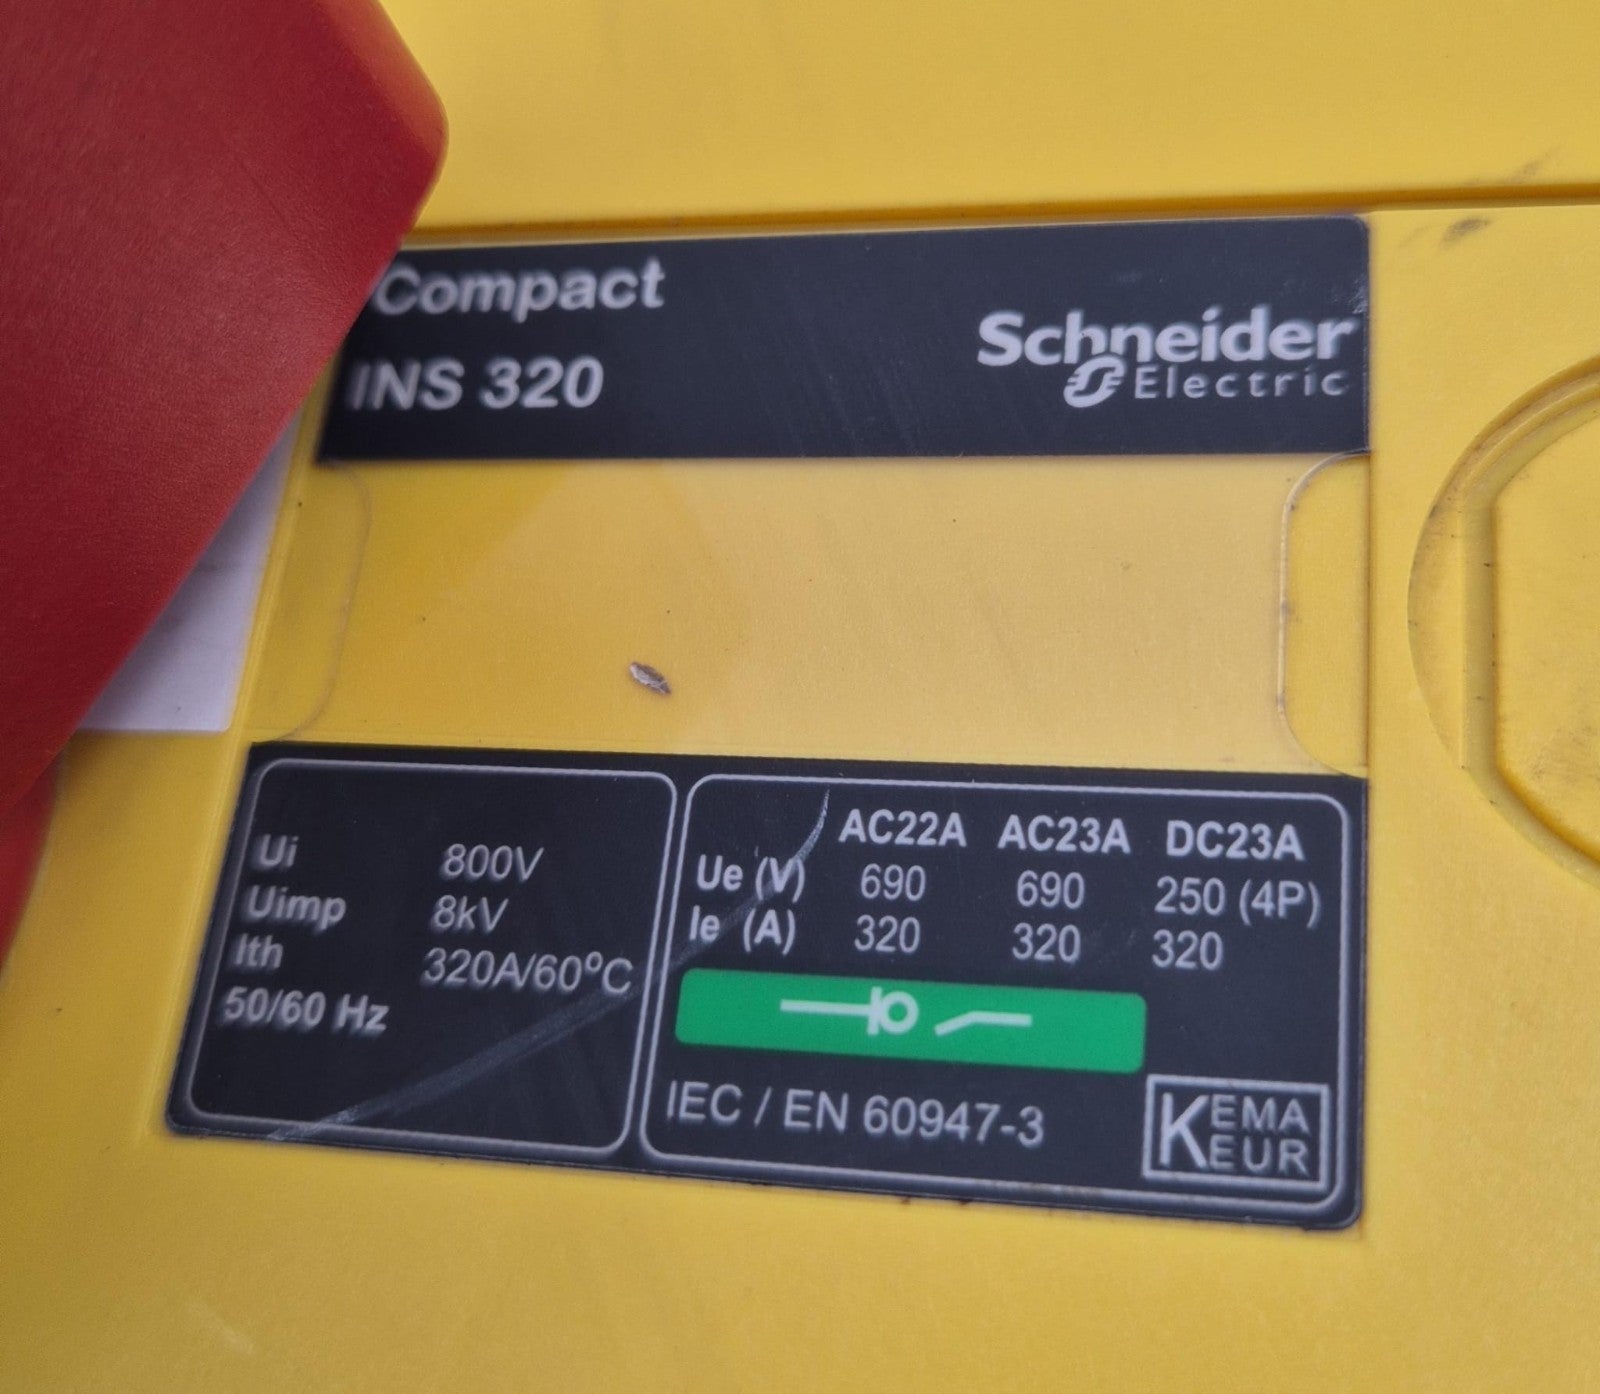 Compact
INS 320
Schneider
Electric
Ui 800V
Uimp 8kV
Ith 320A/60°C
50/60 Hz
AC22A AC23A DC23A
Ue (V) 690 690 250 (4P)
Ie (A) 320 320 320
IEC / EN 60947-3
KEMA
KEUR